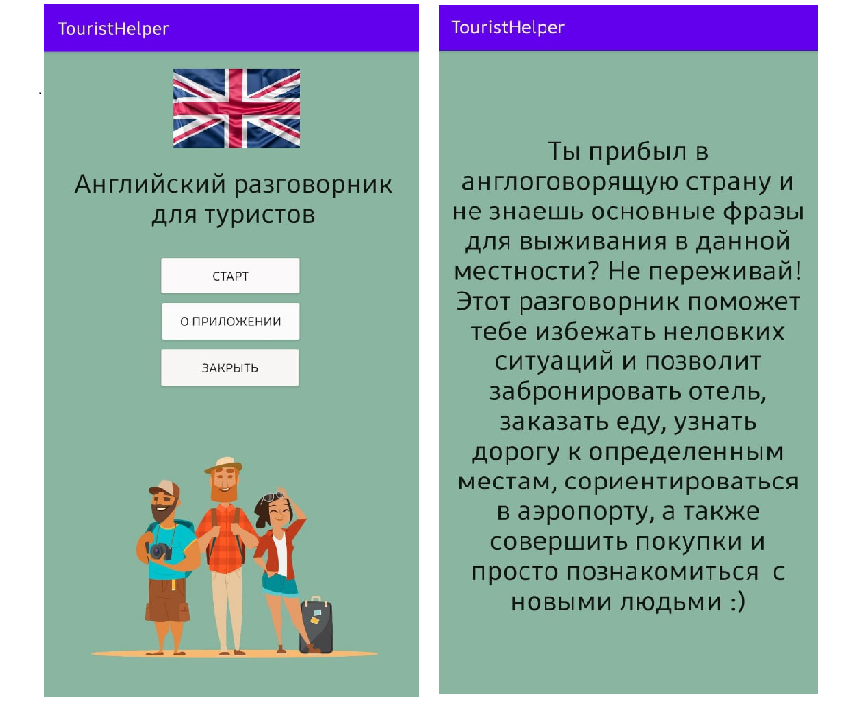 TouristHelper
Английский разговорник
для туристов
СТАРТ
О ПРИЛОЖЕНИИ
ЗАКРЫТЬ
TouristHelper
Ты прибыл в
англоговорящую страну и
не знаешь основные фразы
для выживания в данной
местности? Не переживай!
Этот разговорник поможет
тебе избежать неловких
ситуаций и позволит
забронировать отель,
заказать еду, узнать
дорогу к определенным
местам, сориентироваться
в аэропорту, а также
совершить покупки и
просто познакомиться с
новыми людьми :)